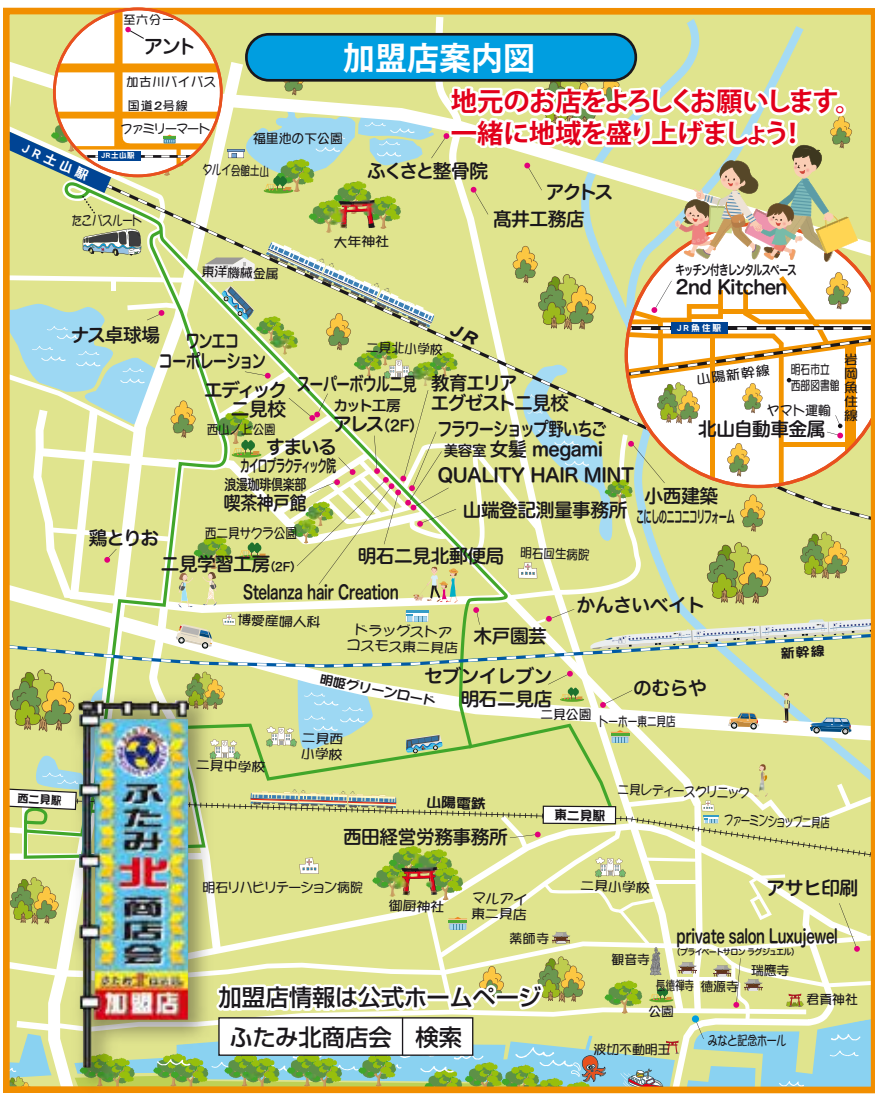 加盟店案内図
地元のお店をよろしくお願いします。
一緒に地域を盛り上げましょう!
至六分一
アント
加古川バイパス
国道2号線
ファミリーマート
JR土山駅
JR土山駅
たこバスルート
福里池の下公園
タルイ会館土山
ふくさと整骨院
アクトス
髙井工務店
大年神社
東洋機械金属
JR
キッチン付きレンタルスペース
2nd Kitchen
JR魚住駅
山陽新幹線
明石市立
西部図書館
岩岡魚住線
ヤマト運輸
北山自動車金属
ナス卓球場
ワンエコ
コーポレーション
二見北小学校
エディック
二見校
スーパーボウル二見
カット工房
アレス(2F)
教育エリア
エグゼスト二見校
西山ノ上公園
フラワーショップ野いちご
すまいる
カイロプラクティック院
美容室 女髪 megami
浪漫珈琲倶楽部
喫茶神戸館
QUALITY HAIR MINT
山端登記測量事務所
小西建築
こにしのニコニコリフォーム
鶏とりお
西二見サクラ公園
二見学習工房(2F)
明石二見北郵便局
明石回生病院
Stelanza hair Creation
博愛産婦人科
ドラッグストア
コスモス東二見店
木戸園芸
かんさいベイト
新幹線
セブンイレブン
明石二見店
明姫グリーンロード
のむらや
二見公園
トーホー東二見店
二見西
小学校
二見中学校
西二見駅
山陽電鉄
東二見駅
二見レディースクリニック
ファーミンショップ二見店
西田経営労務事務所
明石リハビリテーション病院
御厨神社
マルアイ
東二見店
二見小学校
アサヒ印刷
薬師寺
private salon Luxujewel
(プライベートサロン ラグジュエル)
観音寺
長徳禅寺
徳源寺
瑞應寺
公園
君貢神社
みなと記念ホール
波切不動明王
ふたみ北商店会
加盟店
加盟店情報は公式ホームページ
ふたみ北商店会 検索